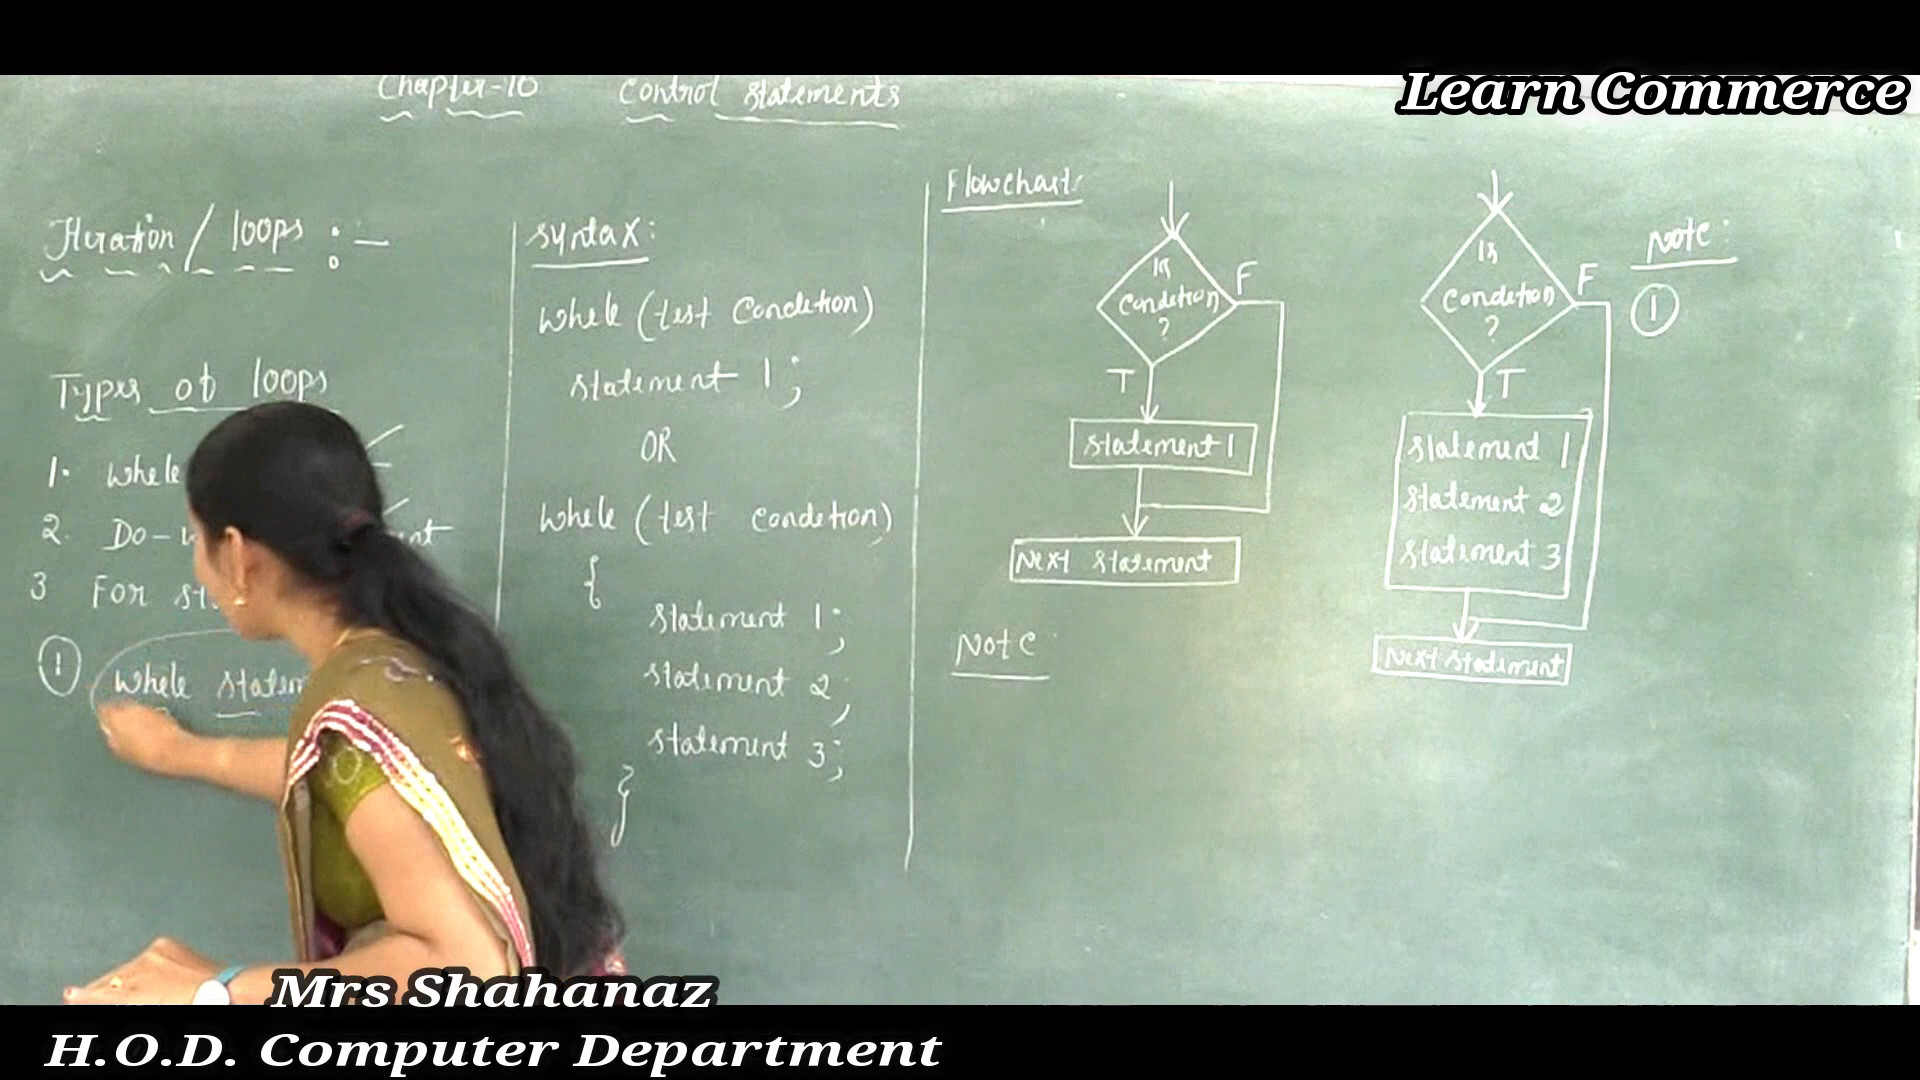 Learn Commerce
Chapter-10 Control statements
Iteration / loops :-
Types of loops
1. While
2. Do-
3 For
1 While
Syntax:
While (test Condition)
statement 1;
OR
While (test condition)
{
statement 1;
statement 2;
statement 3;
}
Flowchart:
Is
Condition
?
F
T
statement 1
Next statement
Note:
Is
Condition
?
F
T
statement 1
statement 2
statement 3
Next statement
Note:
1
Mrs Shahanaz
H.O.D. Computer Department